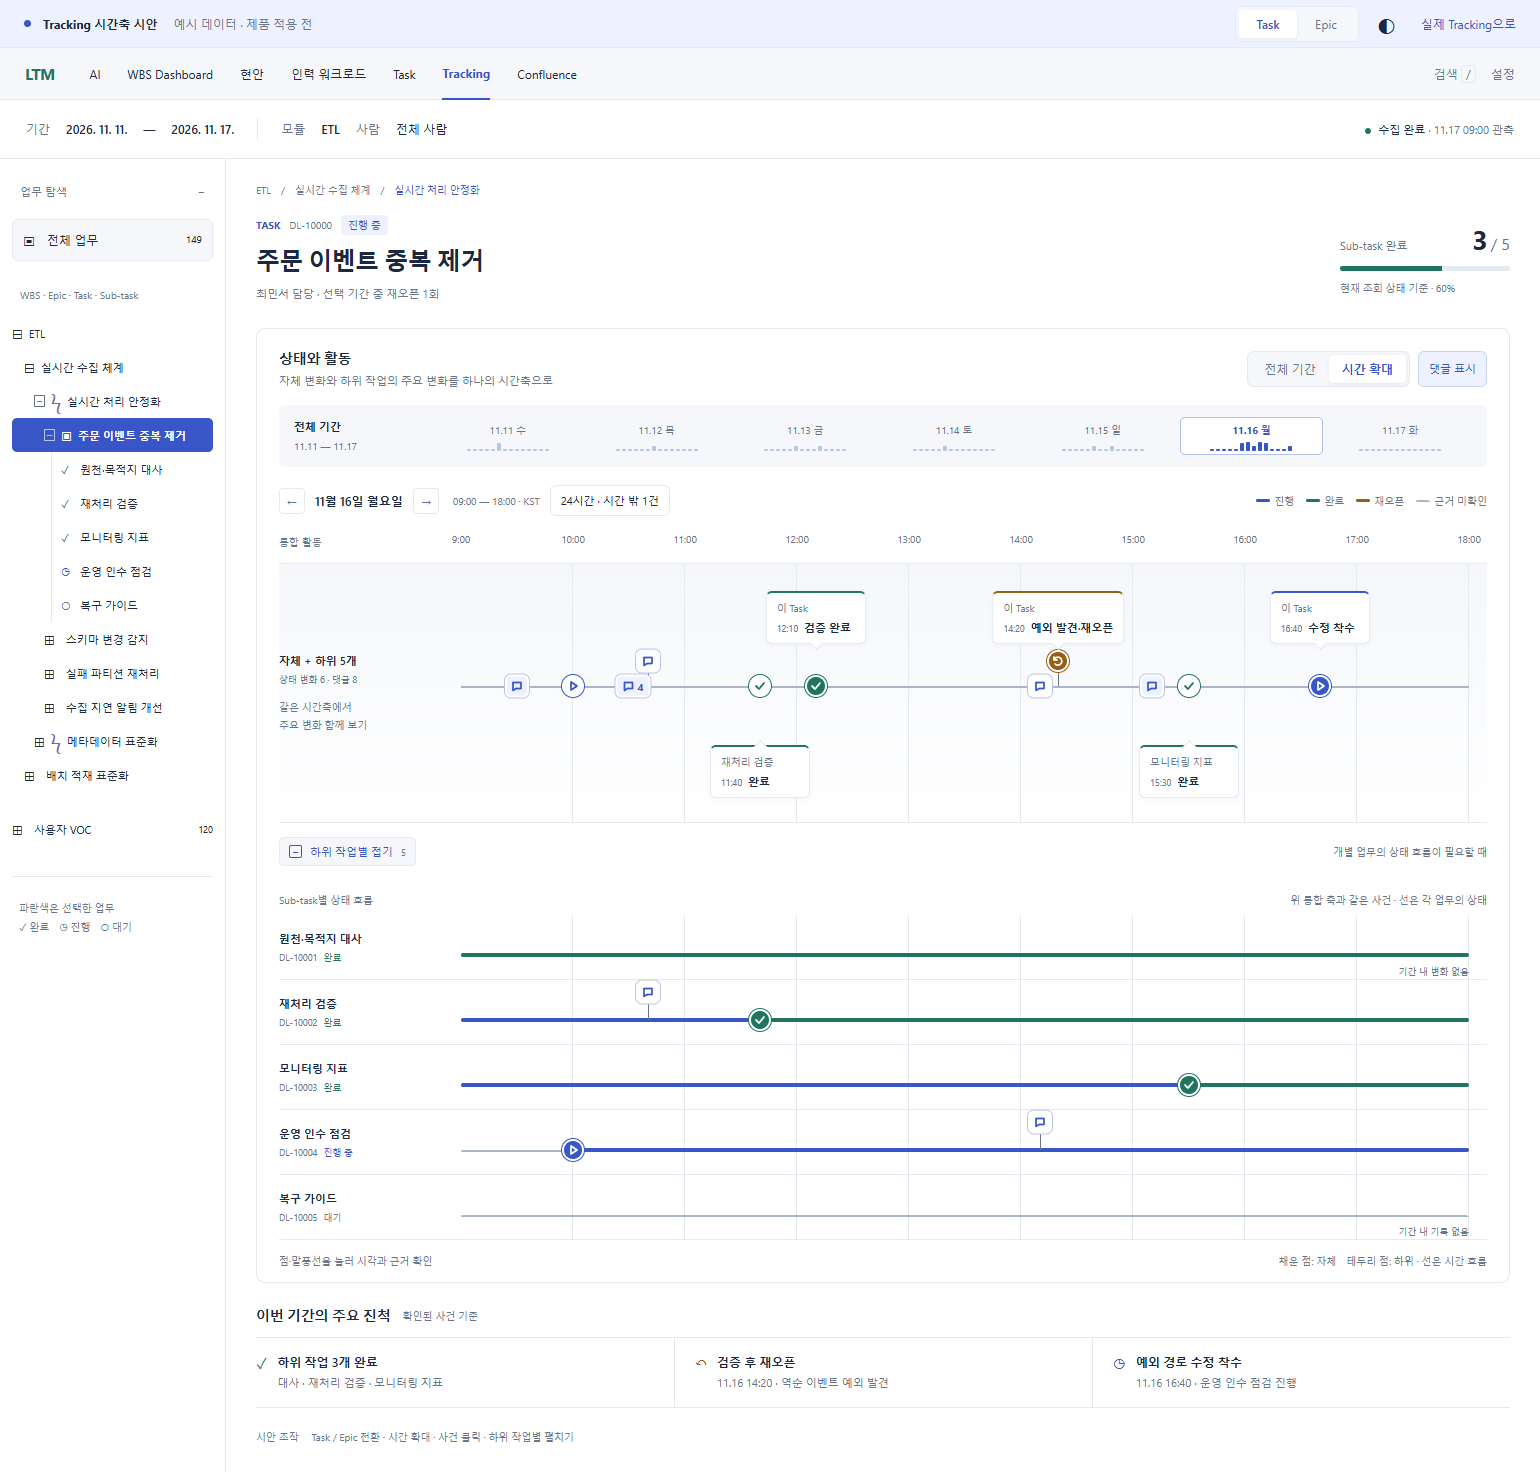 Tracking 시간축 시안 예시 데이터 · 제품 적용 전
Task Epic 실제 Tracking으로
LTM AI WBS Dashboard 현안 인력 워크로드 Task Tracking Confluence 검색 / 설정
기간 2026. 11. 11. — 2026. 11. 17. 모듈 ETL 사람 전체 사람 수집 완료 · 11.17 09:00 관측
업무 탐색 –
전체 업무 149
WBS · Epic · Task · Sub-task
ETL
실시간 수집 체계
실시간 처리 안정화
주문 이벤트 중복 제거
원천·목적지 대사
재처리 검증
모니터링 지표
운영 인수 점검
복구 가이드
스키마 변경 감지
실패 파티션 재처리
수집 지연 알림 개선
메타데이터 표준화
배치 적재 표준화
사용자 VOC 120
파란색은 선택한 업무
✓ 완료 진행 대기
ETL / 실시간 수집 체계 / 실시간 처리 안정화
TASK DL-10000 진행 중
주문 이벤트 중복 제거
최민서 담당 · 선택 기간 중 재오픈 1회
Sub-task 완료 3 / 5
현재 조회 상태 기준 · 60%
상태와 활동
자체 변화와 하위 작업의 주요 변화를 하나의 시간축으로
전체 기간 시간 확대 댓글 표시
전체 기간
11.11 — 11.17
11.11 수 11.12 목 11.13 금 11.14 토 11.15 일 11.16 월 11.17 화
← 11월 16일 월요일 → 09:00 — 18:00 · KST 24시간 · 시간 밖 1건
진행 완료 재오픈 근거 미확인
통합 활동 9:00 10:00 11:00 12:00 13:00 14:00 15:00 16:00 17:00 18:00
이 Task
12:10 검증 완료
이 Task
14:20 예외 발견·재오픈
이 Task
16:40 수정 착수
자체 + 하위 5개
상태 변화 6 · 댓글 8
4
같은 시간축에서
주요 변화 함께 보기
재처리 검증
11:40 완료
모니터링 지표
15:30 완료
하위 작업별 접기 5
개별 업무의 상태 흐름이 필요할 때
Sub-task별 상태 흐름
위 통합 축과 같은 사건 · 선은 각 업무의 상태
원천·목적지 대사
DL-10001 완료
기간 내 변화 없음
재처리 검증
DL-10002 완료
모니터링 지표
DL-10003 완료
운영 인수 점검
DL-10004 진행 중
복구 가이드
DL-10005 대기
기간 내 기록 없음
점·말풍선을 눌러 시각과 근거 확인
채운 점: 자체 테두리 점: 하위 · 선은 시간 흐름
이번 기간의 주요 진척 확인된 사건 기준
✓ 하위 작업 3개 완료
대사 · 재처리 검증 · 모니터링 지표
검증 후 재오픈
11.16 14:20 · 역순 이벤트 예외 발견
예외 경로 수정 착수
11.16 16:40 · 운영 인수 점검 진행
시안 조작 Task / Epic 전환 · 시간 확대 · 사건 클릭 · 하위 작업별 펼치기